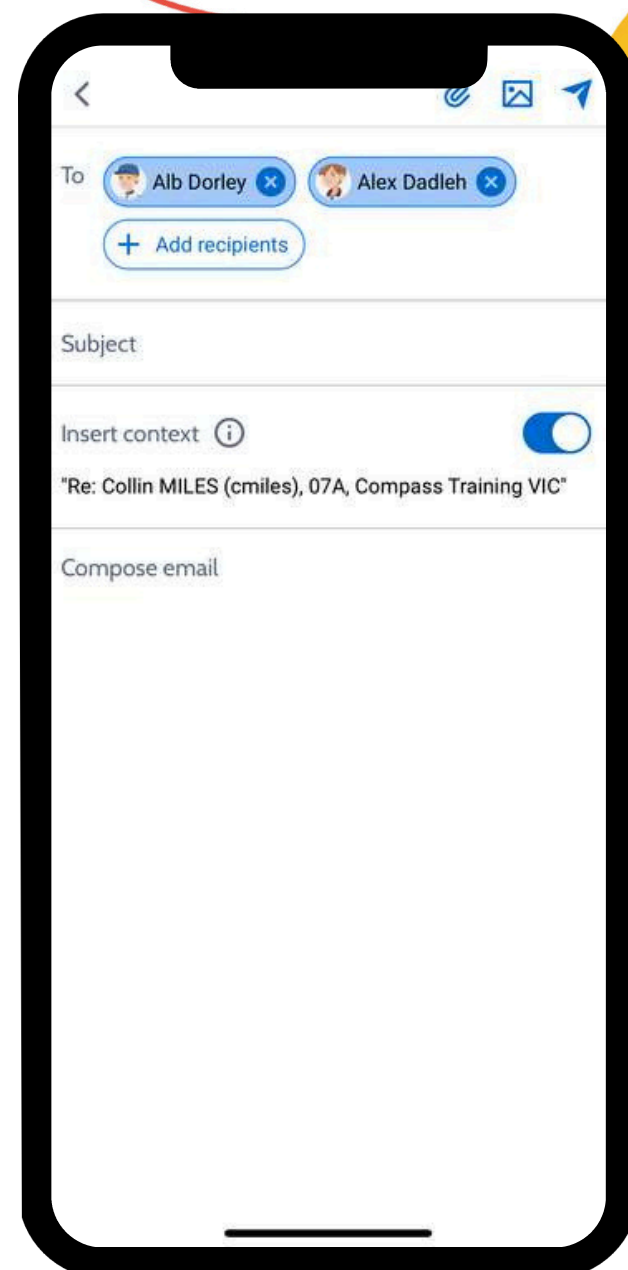 To Alb Dorley Alex Dadleh
+ Add recipients
Subject
Insert context
"Re: Collin MILES (cmiles), 07A, Compass Training VIC"
Compose email